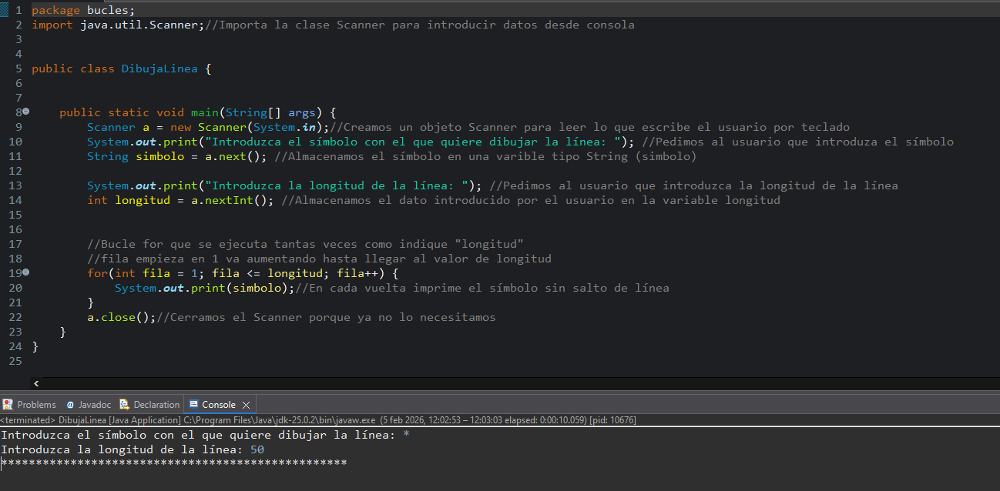 1 package bucles;
2 import java.util.Scanner;//Importa la clase Scanner para introducir datos desde consola
3
4
5 public class DibujaLinea {
6
7
8 public static void main(String[] args) {
9 Scanner a = new Scanner(System.in);//Creamos un objeto Scanner para leer lo que escribe el usuario por teclado
10 System.out.print("Introduzca el símbolo con el que quiere dibujar la línea: "); //Pedimos al usuario que introduza el símbolo
11 String simbolo = a.next(); //Almacenamos el símbolo en una varible tipo String (simbolo)
12
13 System.out.print("Introduzca la longitud de la línea: "); //Pedimos al usuario que introduzca la longitud de la línea
14 int longitud = a.nextInt(); //Almacenamos el dato introducido por el usuario en la variable longitud
15
16
17 //Bucle for que se ejecuta tantas veces como indique "longitud"
18 //fila empieza en 1 va aumentando hasta llegar al valor de longitud
19 for(int fila = 1; fila <= longitud; fila++) {
20 System.out.print(simbolo);//En cada vuelta imprime el símbolo sin salto de línea
21 }
22 a.close();//Cerramos el Scanner porque ya no lo necesitamos
23 }
24 }
25
Problems @ Javadoc Declaration Console
<terminated> DibujaLinea [Java Application] C:\Program Files\Java\jdk-25.0.2\bin\javaw.exe (5 feb 2026, 12:02:53 – 12:03:03 elapsed: 0:00:10.059) [pid: 10676]
Introduzca el símbolo con el que quiere dibujar la línea: *
Introduzca la longitud de la línea: 50
**************************************************